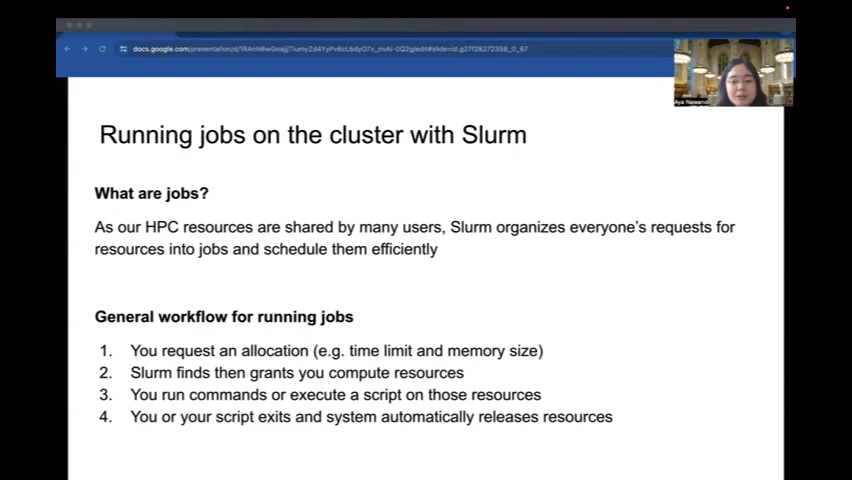 Aya Nawano
Running jobs on the cluster with Slurm
What are jobs?
As our HPC resources are shared by many users, Slurm organizes everyone's requests for
resources into jobs and schedule them efficiently
General workflow for running jobs
1. You request an allocation (e.g. time limit and memory size)
2. Slurm finds then grants you compute resources
3. You run commands or execute a script on those resources
4. You or your script exits and system automatically releases resources